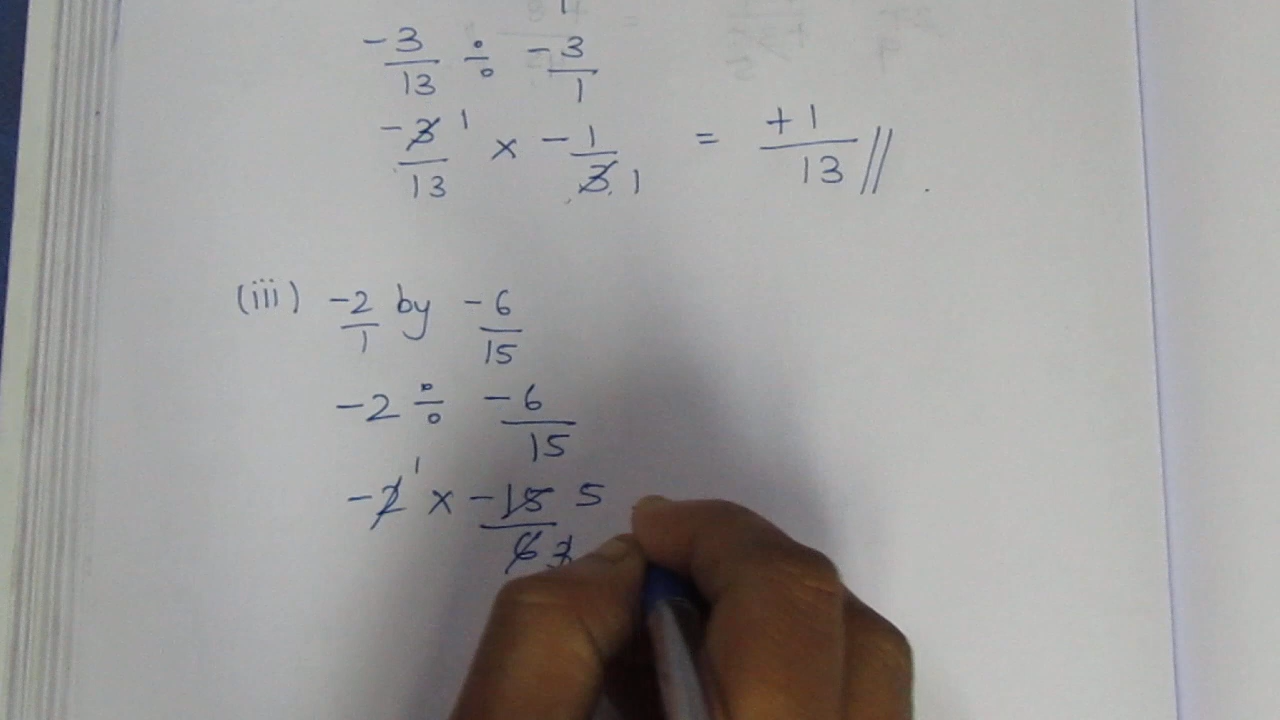 -3/13 ÷ -3/1
-3/13 1 × -1/3 1 = +1/13 //
(iii) -2/1 by -6/15
-2 ÷ -6/15
-2 1 × -15/6 5 3